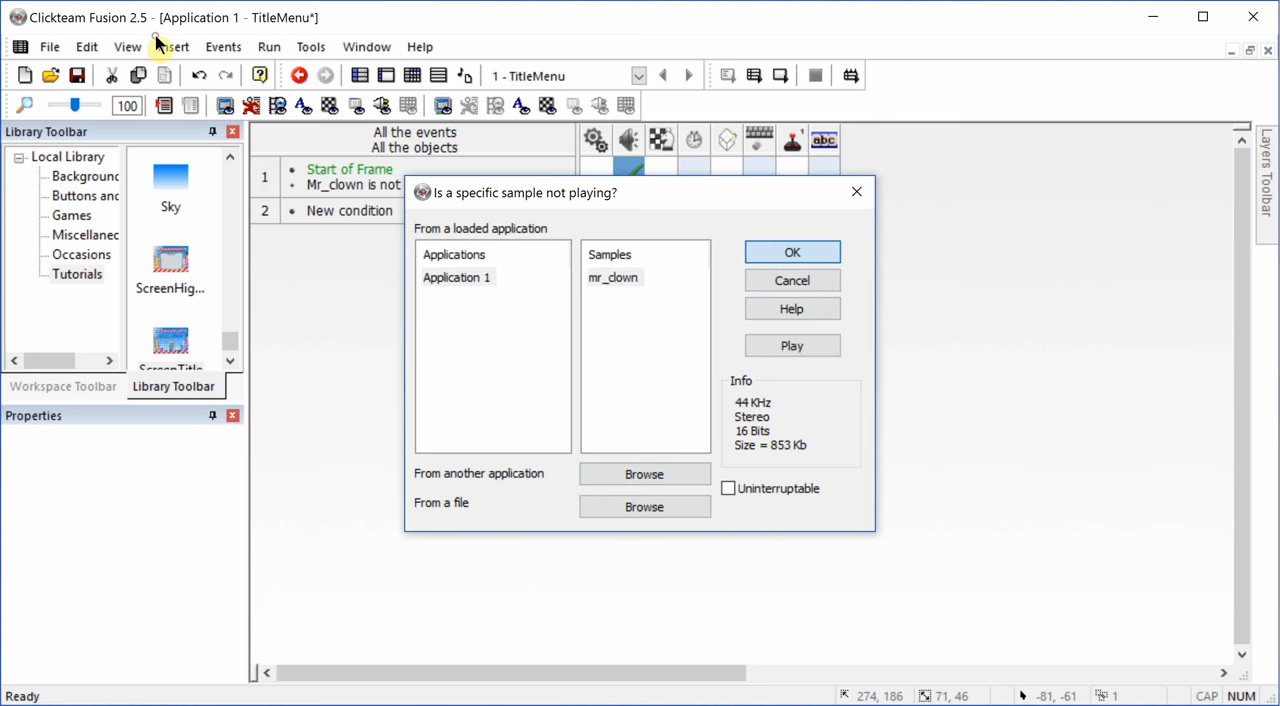 Clickteam Fusion 2.5 - [Application 1 - TitleMenu*]
File Edit View Insert Events Run Tools Window Help
1 - TitleMenu
100
Library Toolbar
Local Library
Background
Buttons and
Games
Miscellanec
Occasions
Tutorials
Sky
ScreenHig...
ScreenTitle
Workspace Toolbar Library Toolbar
Properties
All the events
All the objects
abc
1 • Start of Frame
• Mr_clown is not
2 • New condition
Layers Toolbar
Is a specific sample not playing?
From a loaded application
Applications
Application 1
Samples
mr_clown
OK
Cancel
Help
Play
Info
44 KHz
Stereo
16 Bits
Size = 853 Kb
Uninterruptable
From another application Browse
From a file Browse
Ready 274, 186 71, 46 -81, -61 1 CAP NUM